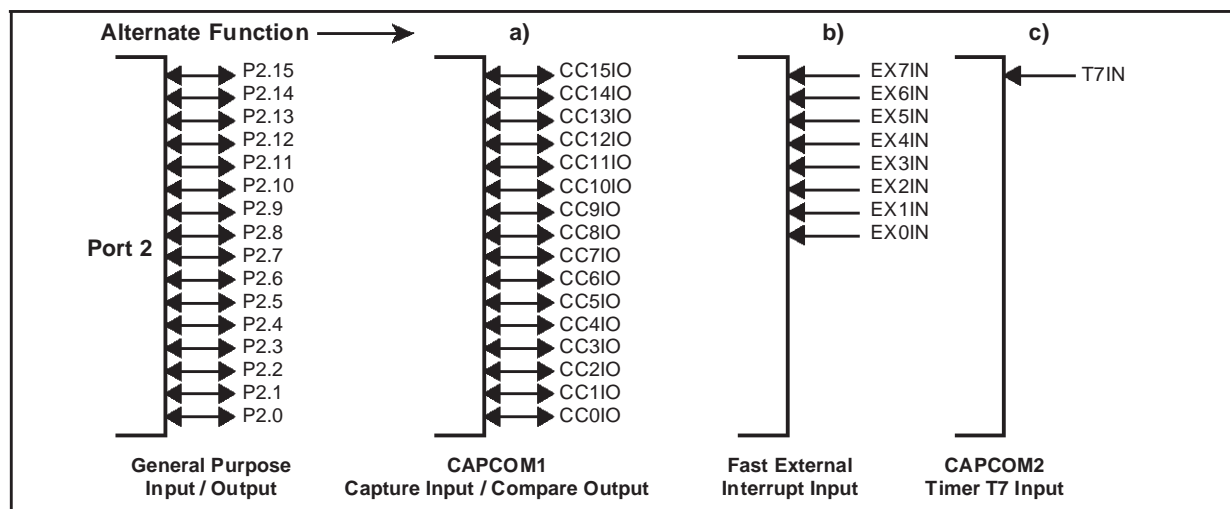 Alternate Function a) b) c)
P2.15 CC15IO EX7IN T7IN
P2.14 CC14IO EX6IN
P2.13 CC13IO EX5IN
P2.12 CC12IO EX4IN
P2.11 CC11IO EX3IN
P2.10 CC10IO EX2IN
P2.9 CC9IO EX1IN
P2.8 CC8IO EX0IN
Port 2
P2.7 CC7IO
P2.6 CC6IO
P2.5 CC5IO
P2.4 CC4IO
P2.3 CC3IO
P2.2 CC2IO
P2.1 CC1IO
P2.0 CC0IO
General Purpose
Input / Output
CAPCOM1
Capture Input / Compare Output
Fast External
Interrupt Input
CAPCOM2
Timer T7 Input